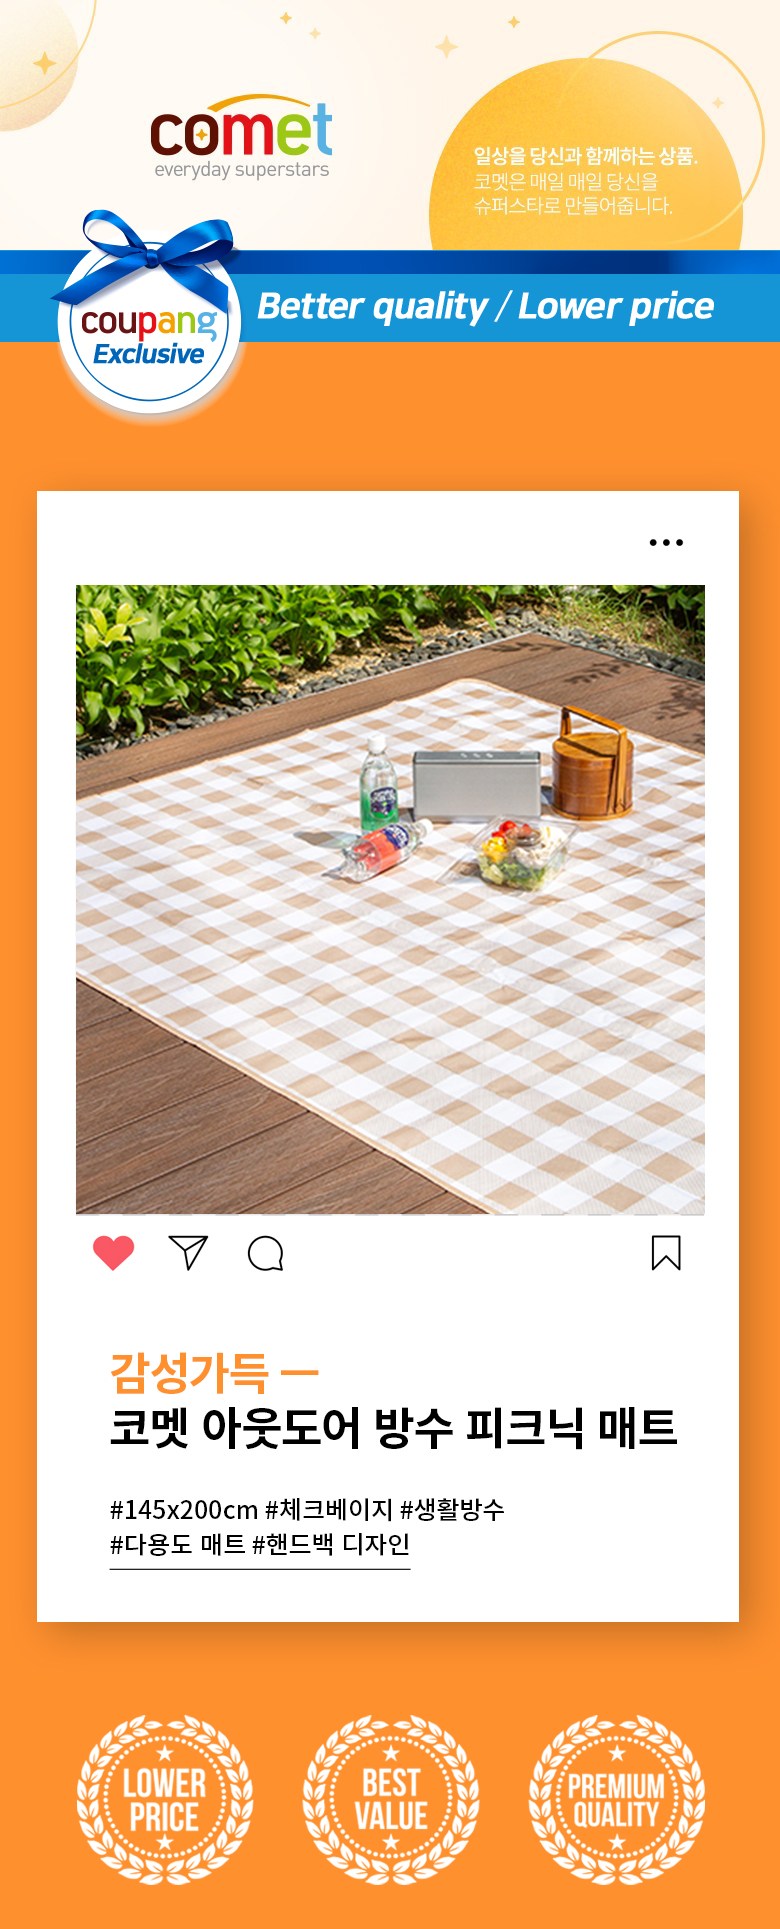 comet
everyday superstars
일상을 당신과 함께하는 상품.
코멧은 매일 매일 당신을
슈퍼스타로 만들어줍니다.
coupang
Exclusive
Better quality / Lower price
감성가득 —
코멧 아웃도어 방수 피크닉 매트
#145x200cm #체크베이지 #생활방수
#다용도 매트 #핸드백 디자인
LOWER
PRICE
BEST
VALUE
PREMIUM
QUALITY